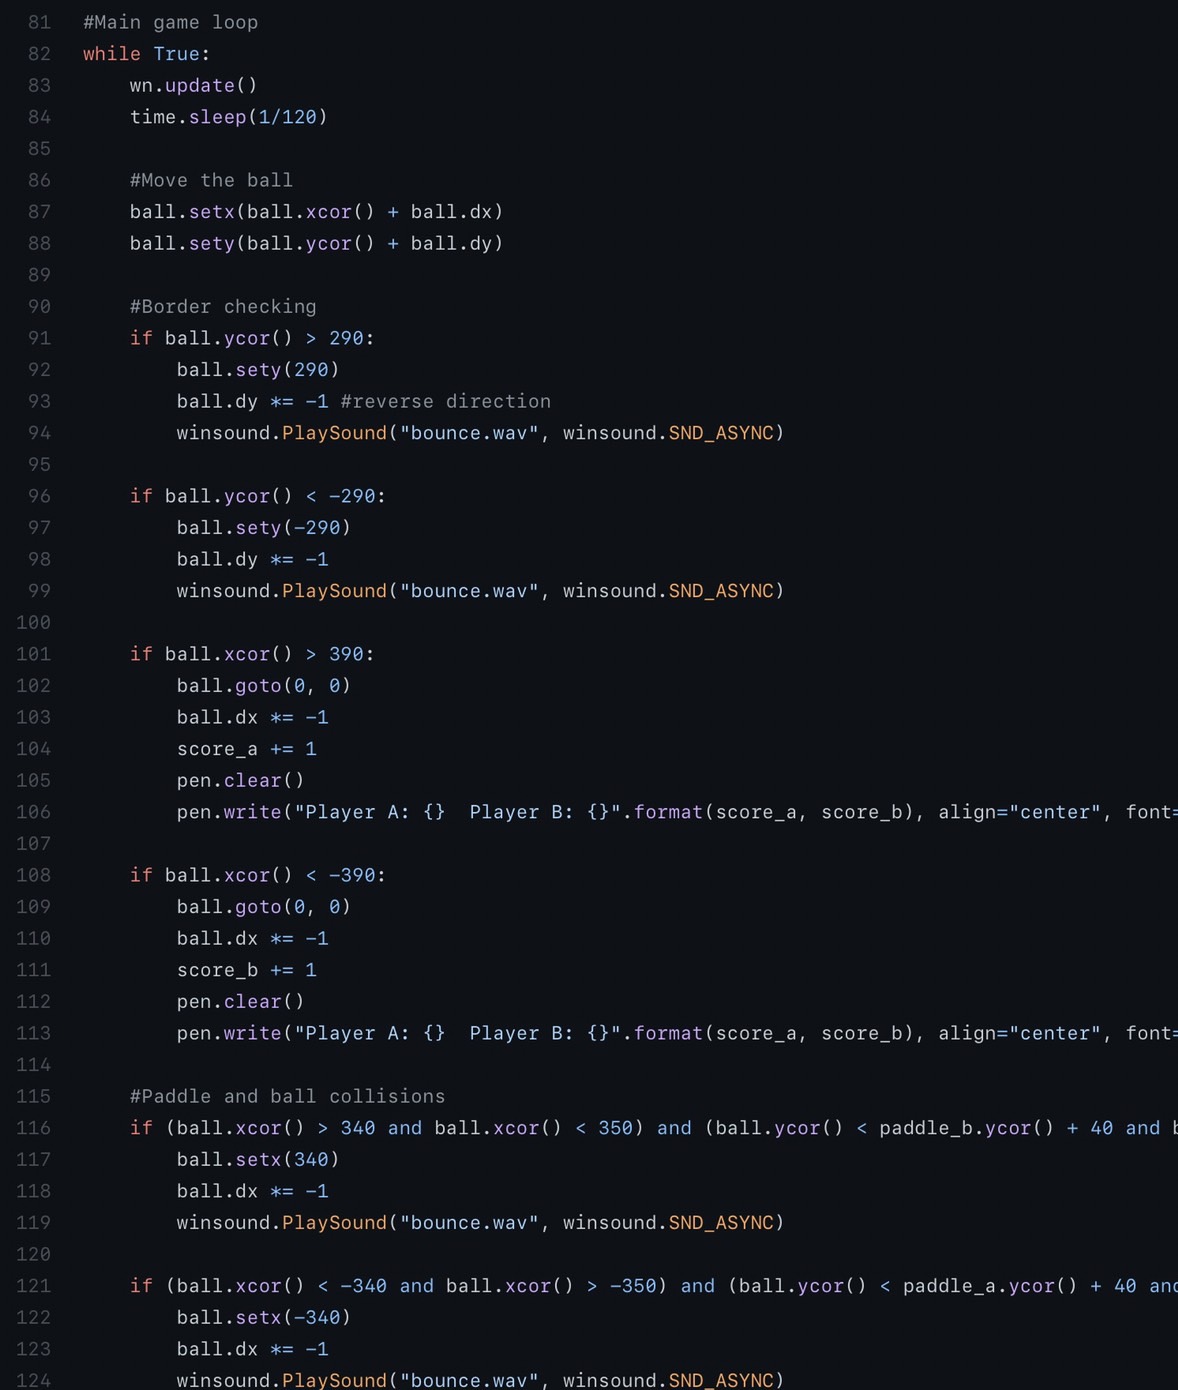 81 #Main game loop
82 while True:
83     wn.update()
84     time.sleep(1/120)
85
86     #Move the ball
87     ball.setx(ball.xcor() + ball.dx)
88     ball.sety(ball.ycor() + ball.dy)
89
90     #Border checking
91     if ball.ycor() > 290:
92         ball.sety(290)
93         ball.dy *= -1 #reverse direction
94         winsound.PlaySound("bounce.wav", winsound.SND_ASYNC)
95
96     if ball.ycor() < -290:
97         ball.sety(-290)
98         ball.dy *= -1
99         winsound.PlaySound("bounce.wav", winsound.SND_ASYNC)
100
101     if ball.xcor() > 390:
102         ball.goto(0, 0)
103         ball.dx *= -1
104         score_a += 1
105         pen.clear()
106         pen.write("Player A: {}  Player B: {}".format(score_a, score_b), align="center", font=
107
108     if ball.xcor() < -390:
109         ball.goto(0, 0)
110         ball.dx *= -1
111         score_b += 1
112         pen.clear()
113         pen.write("Player A: {}  Player B: {}".format(score_a, score_b), align="center", font=
114
115     #Paddle and ball collisions
116     if (ball.xcor() > 340 and ball.xcor() < 350) and (ball.ycor() < paddle_b.ycor() + 40 and b
117         ball.setx(340)
118         ball.dx *= -1
119         winsound.PlaySound("bounce.wav", winsound.SND_ASYNC)
120
121     if (ball.xcor() < -340 and ball.xcor() > -350) and (ball.ycor() < paddle_a.ycor() + 40 and
122         ball.setx(-340)
123         ball.dx *= -1
124         winsound.PlaySound("bounce.wav", winsound.SND_ASYNC)